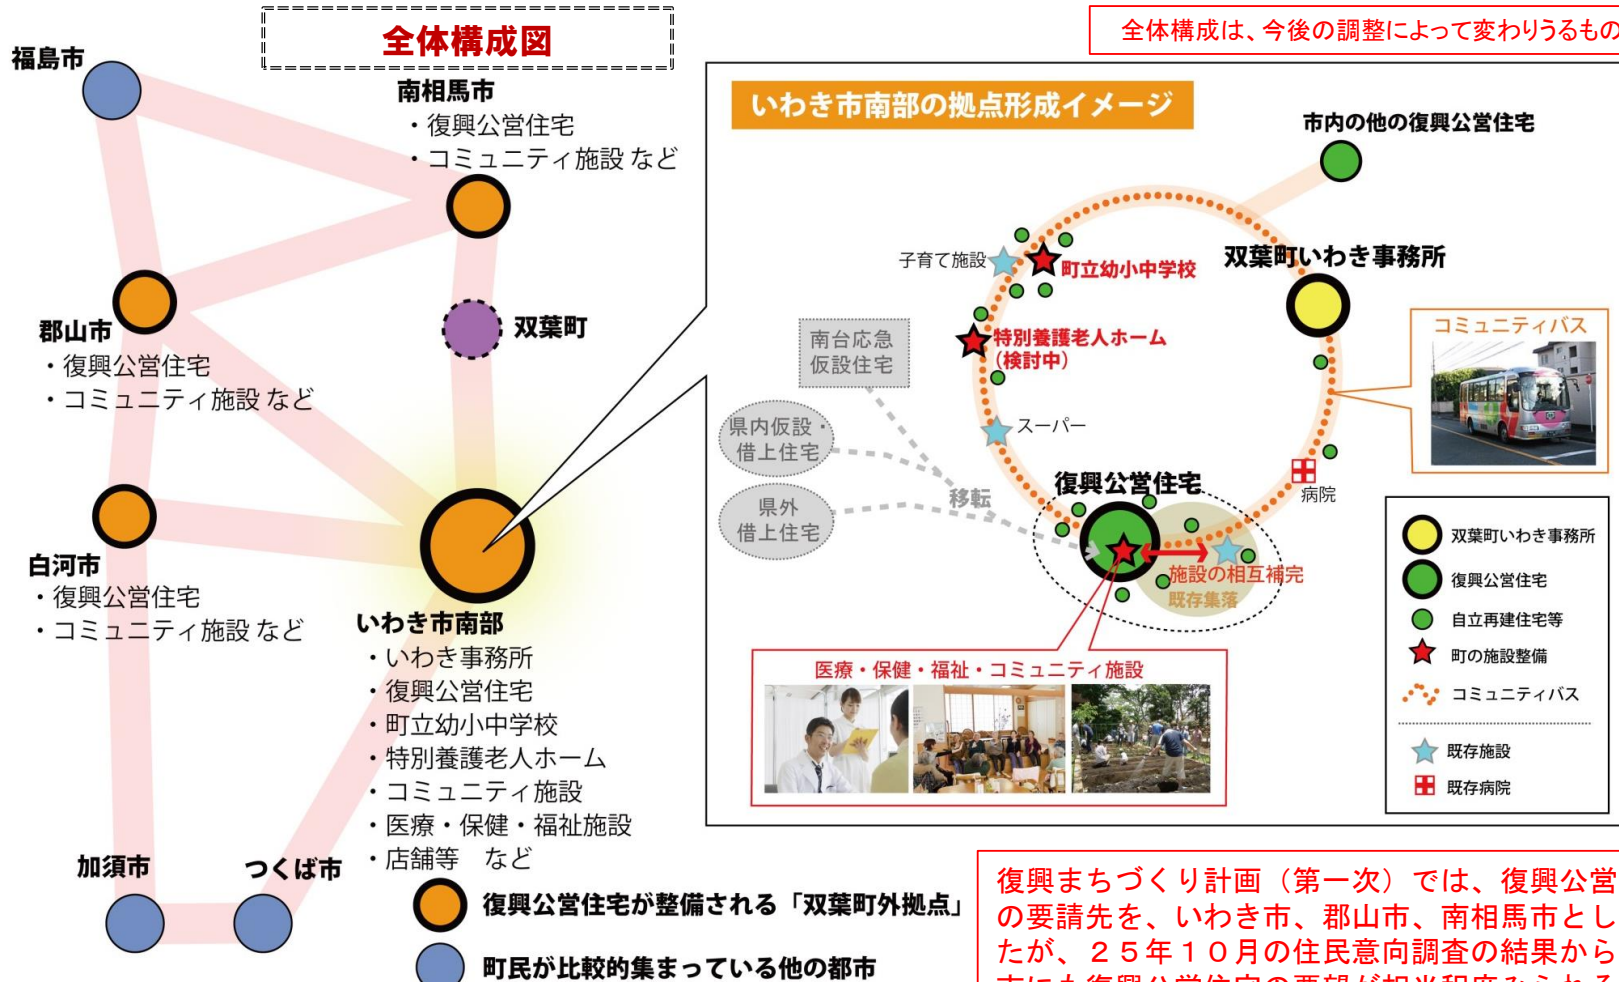 全体構成図
全体構成は、今後の調整によって変わりうるもの
福島市
南相馬市
・復興公営住宅
・コミュニティ施設 など
郡山市
・復興公営住宅
・コミュニティ施設 など
双葉町
白河市
・復興公営住宅
・コミュニティ施設 など
いわき市南部
・いわき事務所
・復興公営住宅
・町立幼小中学校
・特別養護老人ホーム
・コミュニティ施設
・医療・保健・福祉施設
・店舗等 など
加須市
つくば市
復興公営住宅が整備される「双葉町外拠点」
町民が比較的集まっている他の都市
いわき市南部の拠点形成イメージ
市内の他の復興公営住宅
子育て施設
町立幼小中学校
双葉町いわき事務所
特別養護老人ホーム
(検討中)
南台応急
仮設住宅
県内仮設・
借上住宅
県外
借上住宅
移転
スーパー
復興公営住宅
病院
施設の相互補完
既存集落
コミュニティバス
医療・保健・福祉・コミュニティ施設
双葉町いわき事務所
復興公営住宅
自立再建住宅等
町の施設整備
コミュニティバス
既存施設
既存病院
復興まちづくり計画（第一次）では、復興公営
の要請先を、いわき市、郡山市、南相馬市とし
たが、２５年１０月の住民意向調査の結果から
市にも復興公営住宅の要望が相当程度みられる